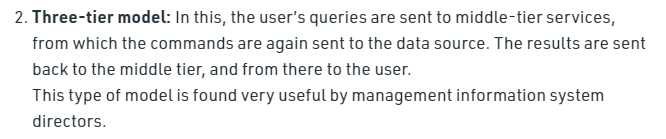 2. Three-tier model: In this, the user's queries are sent to middle-tier services,
from which the commands are again sent to the data source. The results are sent
back to the middle tier, and from there to the user.
This type of model is found very useful by management information system
directors.